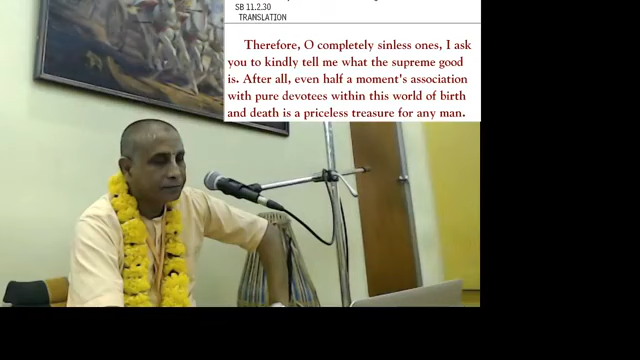 SB 11.2.30
TRANSLATION
Therefore, O completely sinless ones, I ask
you to kindly tell me what the supreme good
is. After all, even half a moment's association
with pure devotees within this world of birth
and death is a priceless treasure for any man.